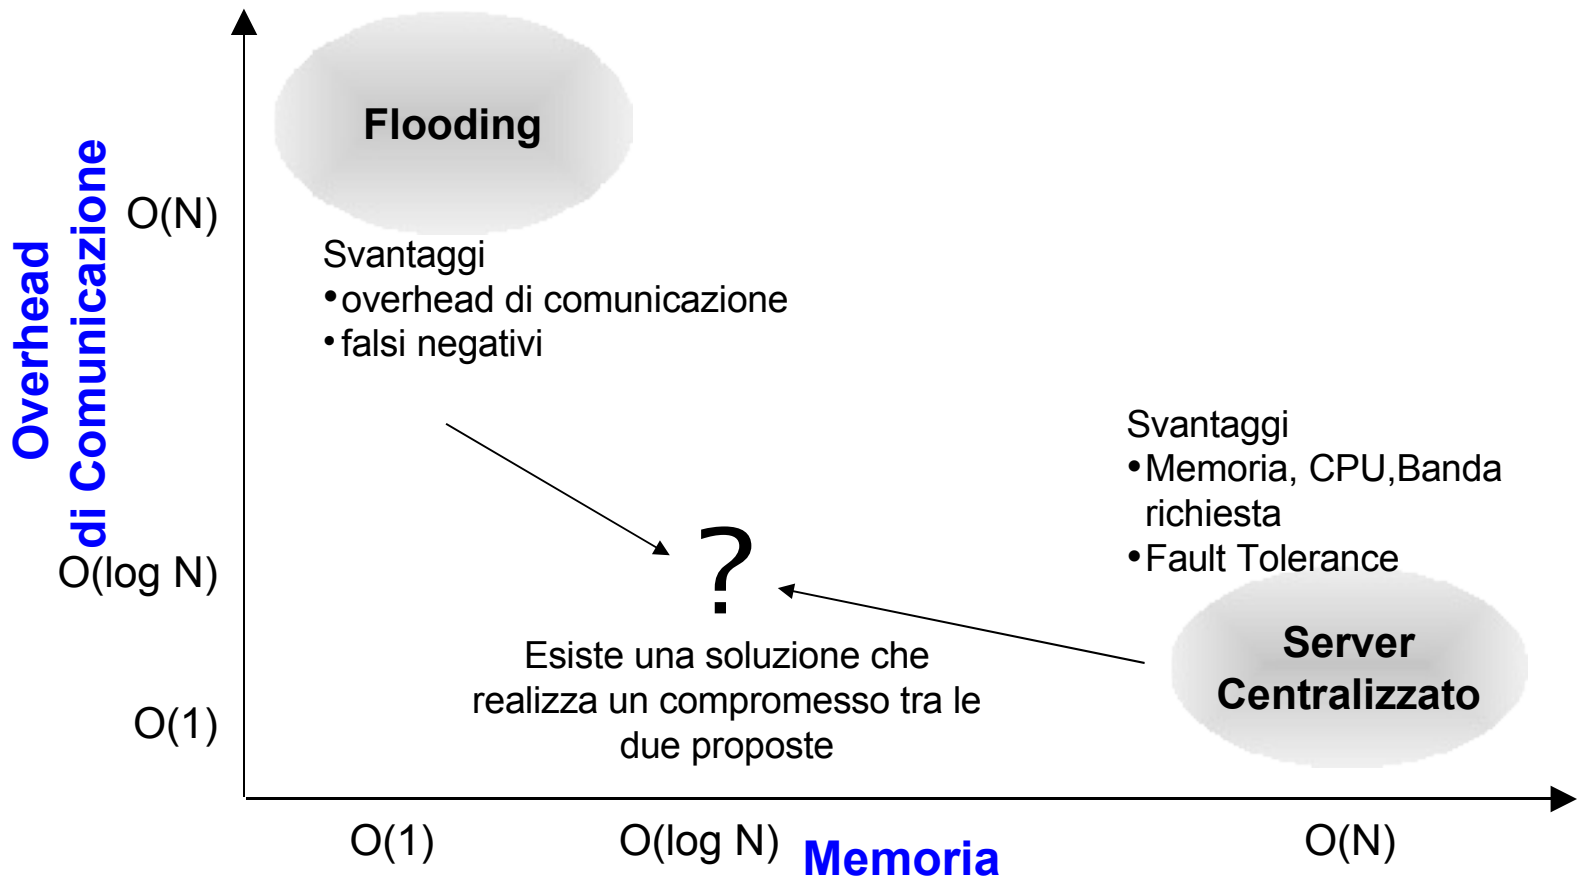 Flooding
Overhead
di Comunicazione
O(N)
Svantaggi
•overhead di comunicazione
•falsi negativi
Svantaggi
•Memoria, CPU,Banda
richiesta
•Fault Tolerance
O(log N)
?
Server
Centralizzato
Esiste una soluzione che
realizza un compromesso tra le
due proposte
O(1)
O(1)
O(log N)
Memoria
O(N)